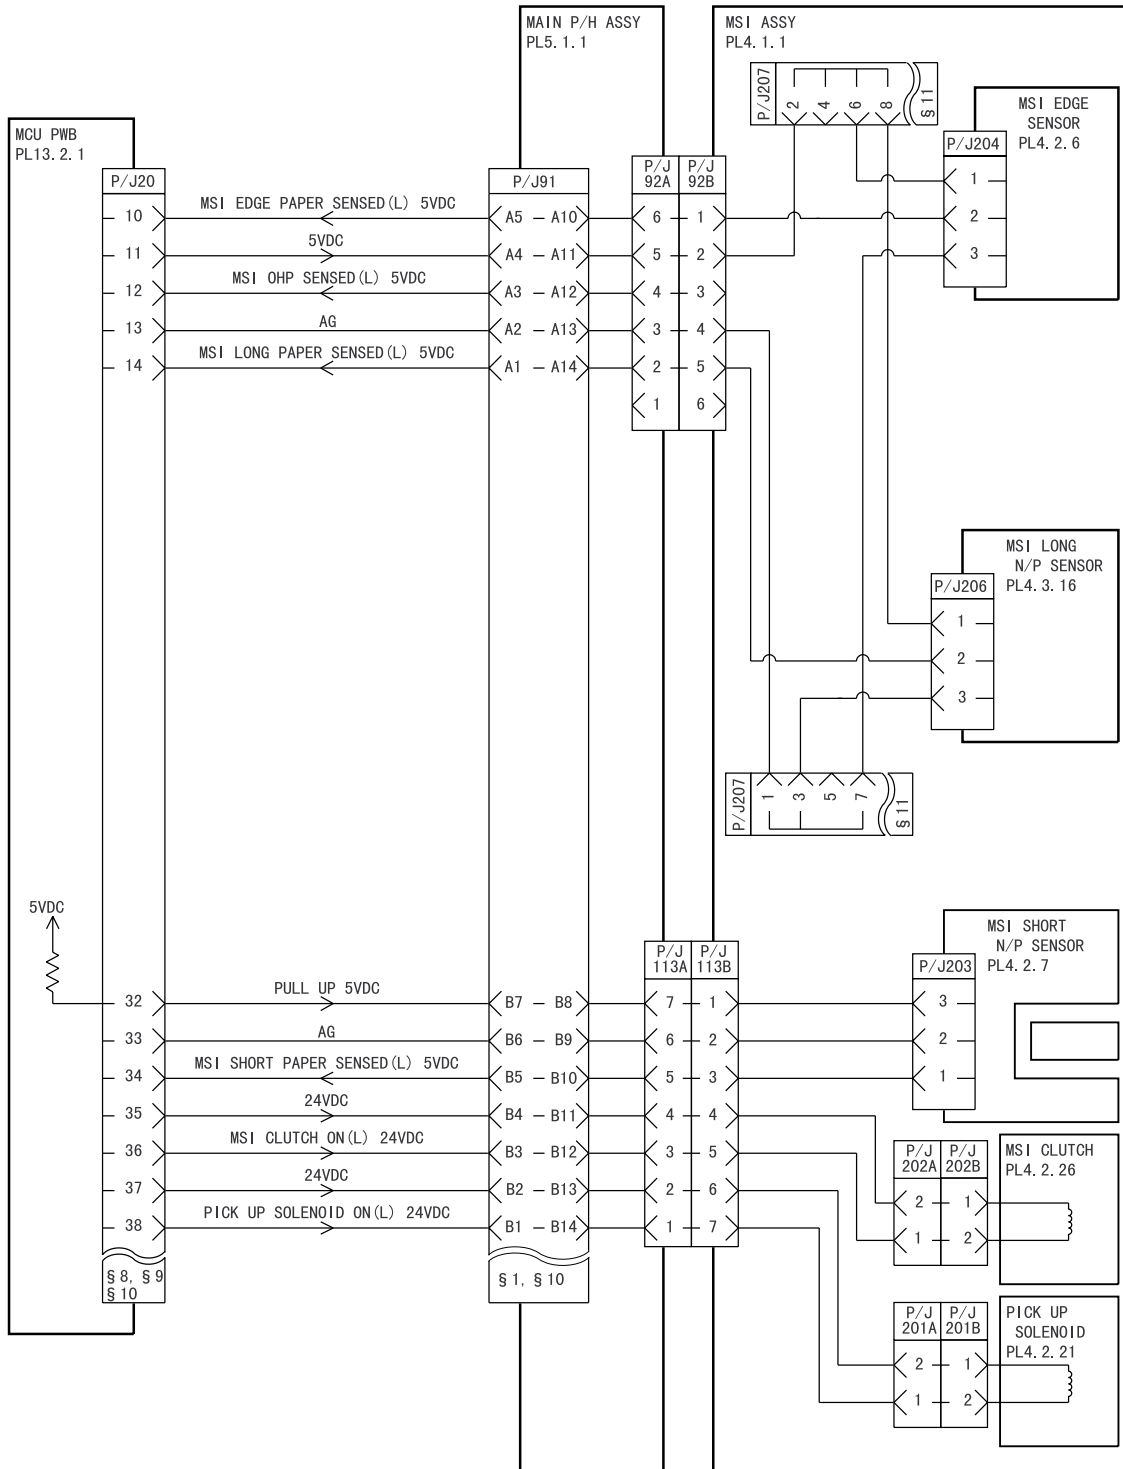 MAIN P/H ASSY
PL5.1.1
MSI ASSY
PL4.1.1
P/J207
2
4
6
8
§11
MSI EDGE
SENSOR
PL4.2.6
P/J204
1
2
3
MCU PWB
PL13.2.1
P/J20
P/J91
P/J
92A
P/J
92B
10
MSI EDGE PAPER SENSED(L) 5VDC
A5 - A10
6
1
11
5VDC
A4 - A11
5
2
12
MSI OHP SENSED(L) 5VDC
A3 - A12
4
3
13
AG
A2 - A13
3
4
14
MSI LONG PAPER SENSED(L) 5VDC
A1 - A14
2
5
1
6
MSI LONG
N/P SENSOR
PL4.3.16
P/J206
1
2
3
P/J207
1
3
5
7
§11
5VDC
MSI SHORT
N/P SENSOR
PL4.2.7
P/J203
3
2
1
P/J
113A
P/J
113B
32
PULL UP 5VDC
B7 - B8
7
1
33
AG
B6 - B9
6
2
34
MSI SHORT PAPER SENSED(L) 5VDC
B5 - B10
5
3
35
24VDC
B4 - B11
4
4
36
MSI CLUTCH ON(L) 24VDC
B3 - B12
3
5
37
24VDC
B2 - B13
2
6
38
PICK UP SOLENOID ON(L) 24VDC
B1 - B14
1
7
§8, §9
§10
§1, §10
P/J
202A
P/J
202B
MSI CLUTCH
PL4.2.26
2
1
1
2
P/J
201A
P/J
201B
PICK UP
SOLENOID
PL4.2.21
2
1
1
2